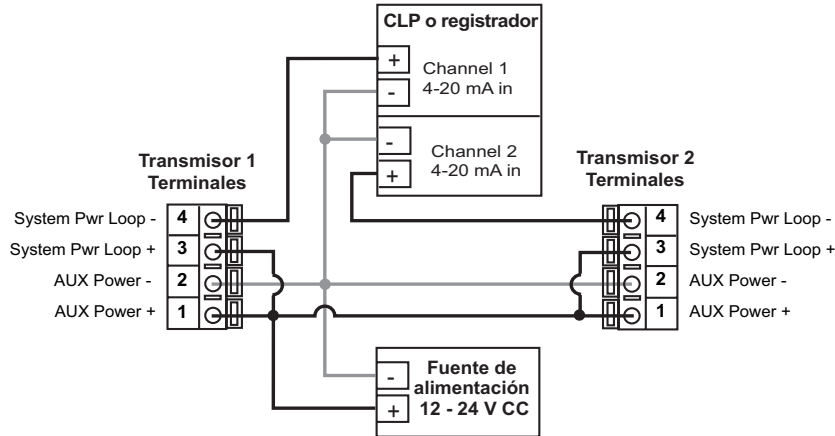 CLP o registrador
+
Channel 1
4-20 mA in
-
-
Channel 2
4-20 mA in
+
Transmisor 1
Terminales
System Pwr Loop - 4
System Pwr Loop + 3
AUX Power - 2
AUX Power + 1
Transmisor 2
Terminales
4 System Pwr Loop -
3 System Pwr Loop +
2 AUX Power -
1 AUX Power +
Fuente de
alimentación
12 - 24 V CC
-
+